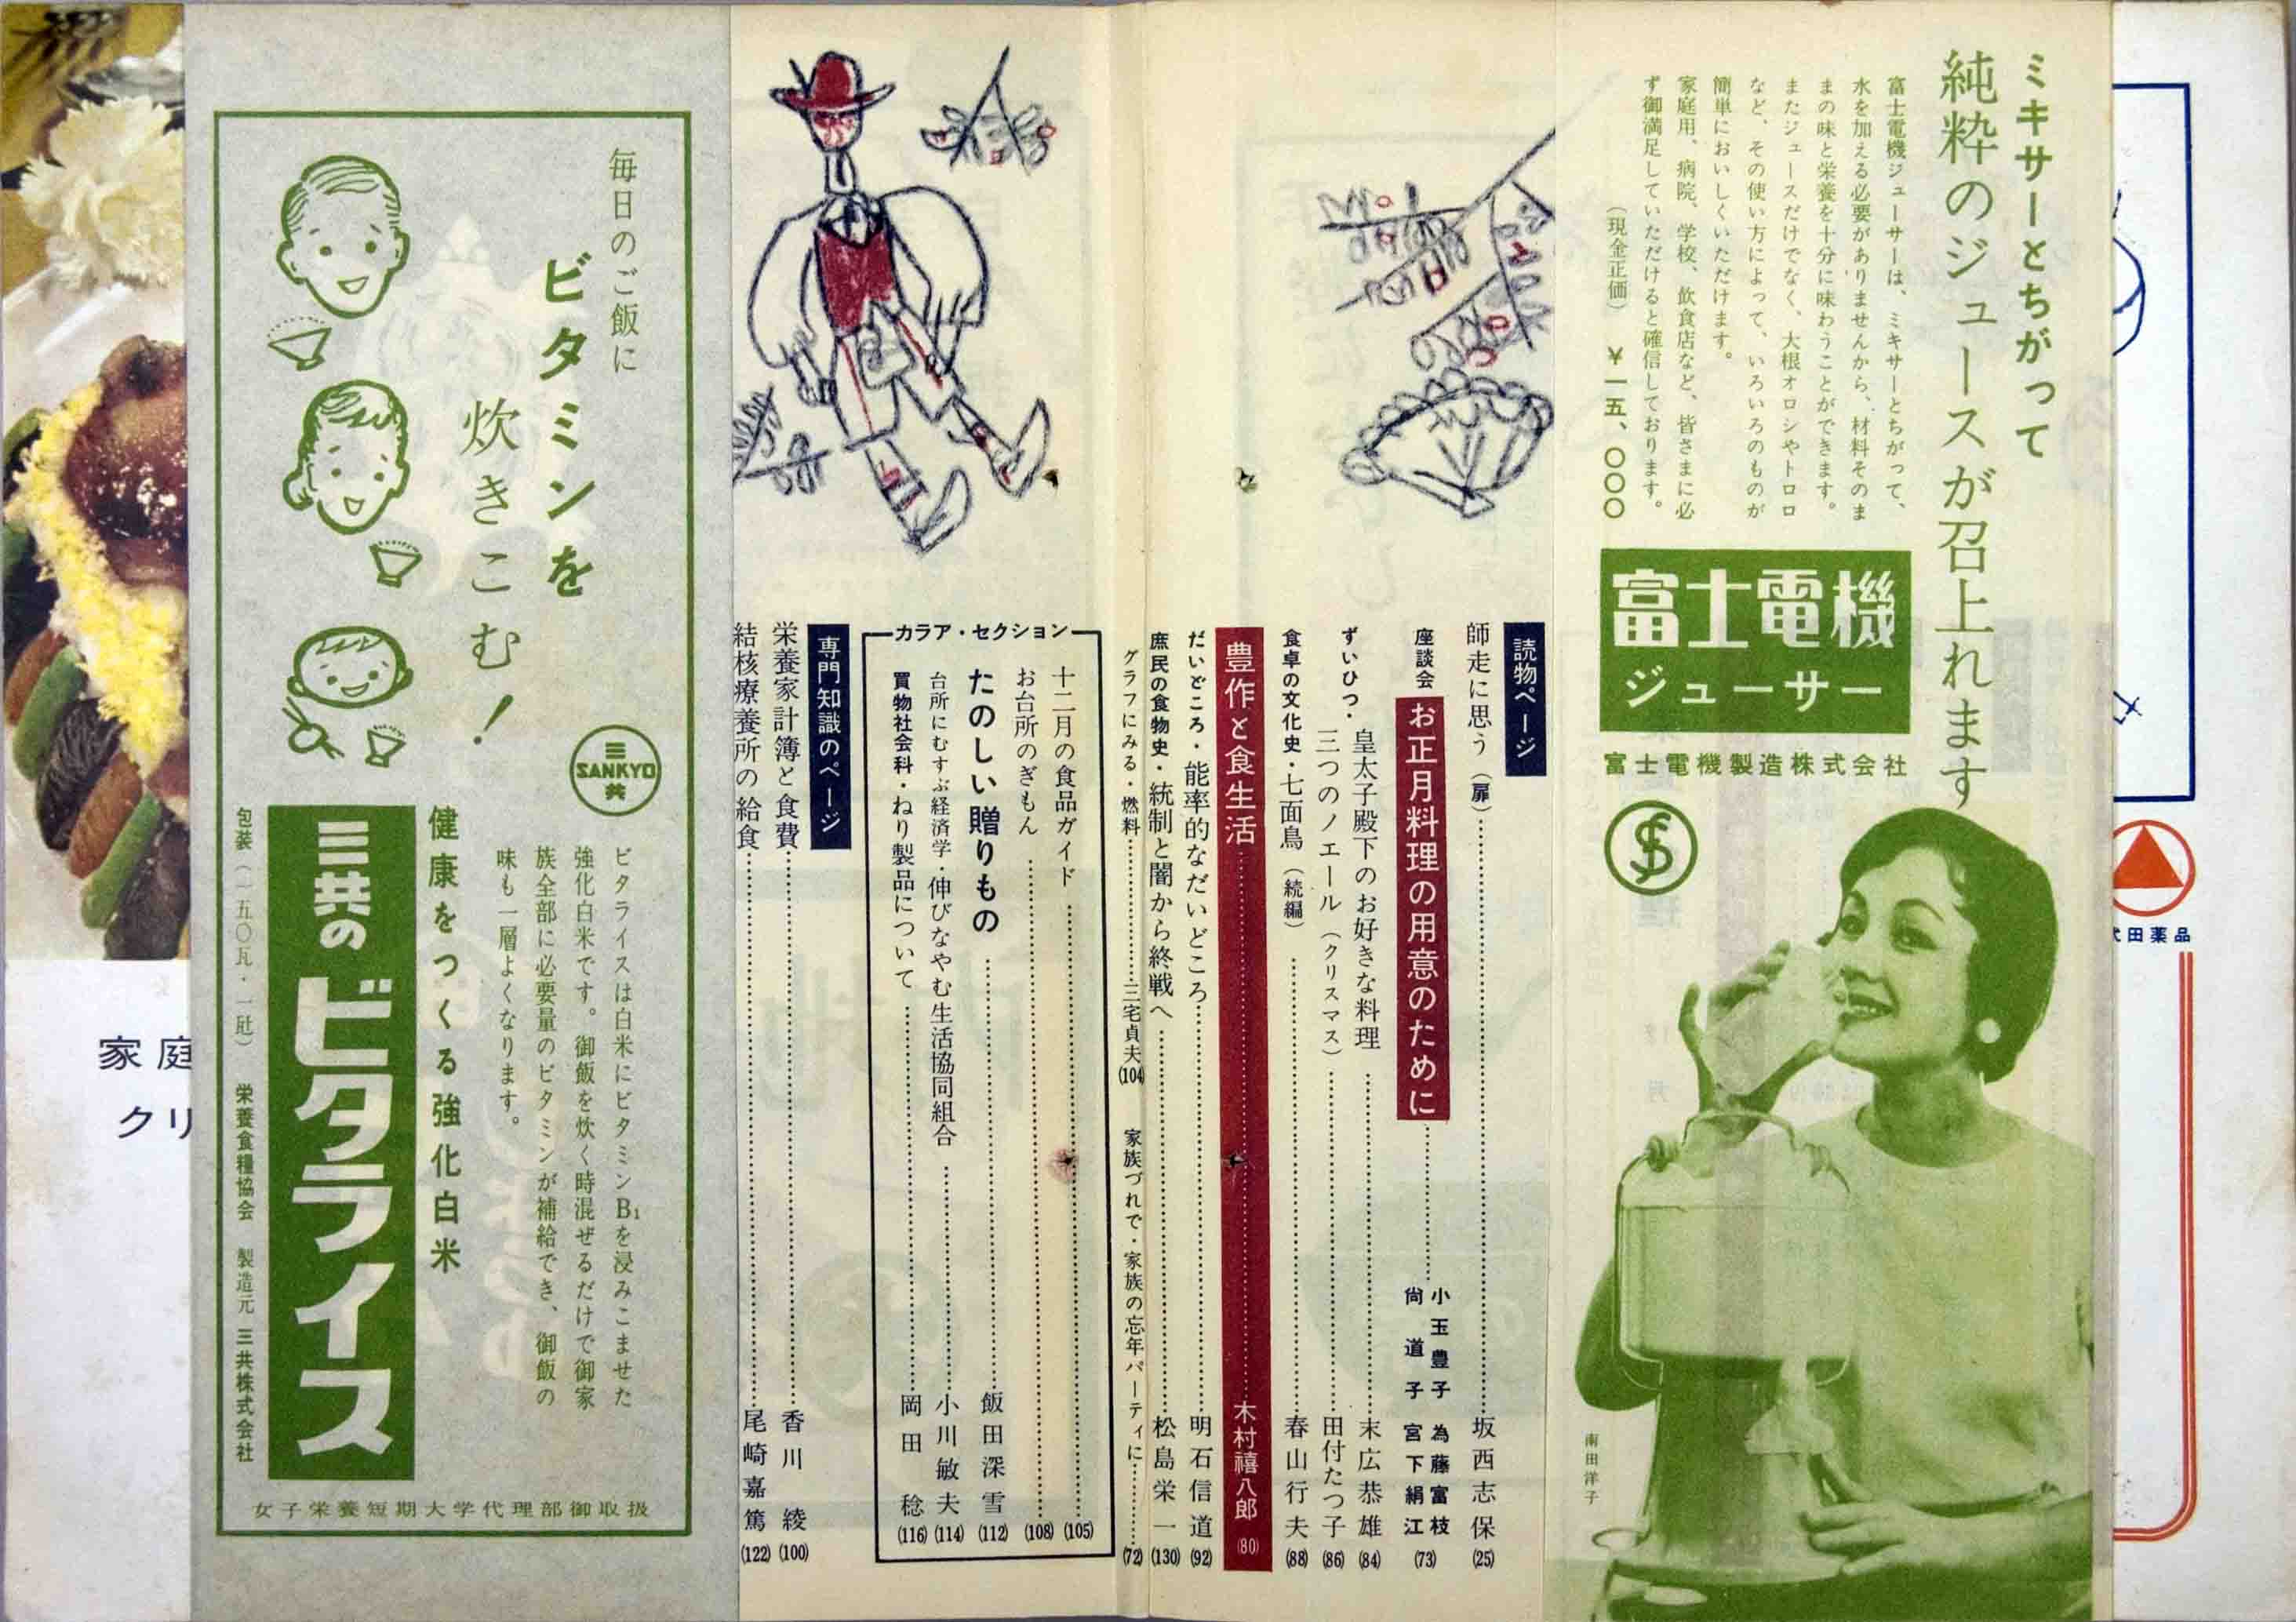 ミキサーとちがって
純粋のジュースが召上れます
富士電機ジューサーは、ミキサーとちがって、
水を加える必要がありませんから、材料そのま
まの味と栄養を十分に味わうことができます。
またジュースだけでなく、大根オロシやトロロ
など、その使い方によって、いろいろのものが
簡単においしくいただけます。
家庭用、病院、学校、飲食店など、皆さまに必
ず御満足していただけると確信しております。
(現金正価) ¥一五、〇〇〇
富士電機
ジューサー
富士電機製造株式会社
南田洋子
田薬品
読物ページ
師走に思う(扉)……坂西志保(25)
座談会 お正月料理の用意のために……小玉豊子 為藤富枝
尙道子 宮下絹江(73)
ずいひつ・皇太子殿下のお好きな料理……末広恭雄(84)
三つのノエール(クリスマス)……田付たつ子(86)
食卓の文化史・七面鳥(続編)……春山行夫(88)
豊作と食生活……木村禧八郎(80)
だいどころ・能率的なだいどころ……明石信道(92)
庶民の食物史・統制と闇から終戦へ……松島栄一(130)
グラフにみる・燃料……三宅貞夫(104) 家族づれで・家族の忘年パーティに……(72)
カラア・セクション
十二月の食品ガイド……(105)
お台所のぎもん……(108)
たのしい贈りもの……飯田深雪(112)
台所にむすぶ経済学・伸びなやむ生活協同組合……小川敏夫(114)
買物社会科・ねり製品について……岡田稔(116)
専門知識のページ
栄養家計簿と食費……香川綾(100)
結核療養所の給食……尾崎嘉篤(122)
毎日のご飯に
ビタミンを
炊きこむ!
三
SANKYO
共
ビタライスは白米にビタミンB₁を浸みこませた
強化白米です。御飯を炊く時混ぜるだけで御家
族全部に必要量のビタミンが補給でき、御飯の
味も一層よくなります。
健康をつくる強化白米
三共の ビタライス
包装(一五〇瓦・一瓩) 栄養食糧協会 製造元 三共株式会社
女子栄養短期大学代理部御取扱
家庭
クリ